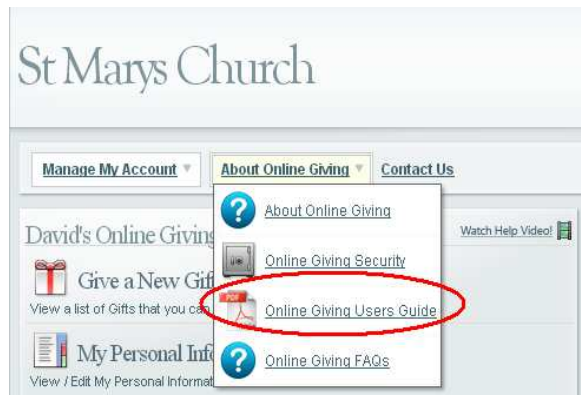 St Marys Church
Manage My Account
About Online Giving
Contact Us
About Online Giving
Online Giving Security
PDF
Online Giving Users Guide
Online Giving FAQs
David's Online Giving
Watch Help Video!
Give a New Gif
View a list of Gifts that you can
My Personal Inf
View / Edit My Personal Informat